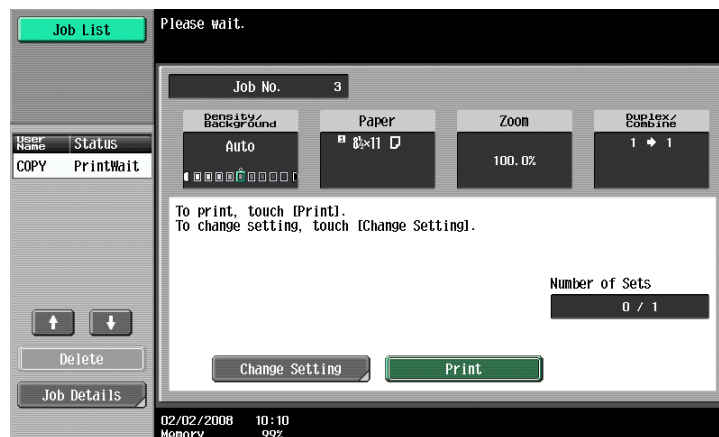 Job List
Please wait.
Job No. 3
Density/
Background
Paper
Zoom
Duplex/
Combine
Auto
8½×11
100.0%
1 → 1
User
Name
Status
COPY PrintWait
To print, touch [Print].
To change setting, touch [Change Setting].
Number of Sets
0 / 1
Delete
Change Setting
Print
Job Details
02/02/2008 10:10
Memory 99%